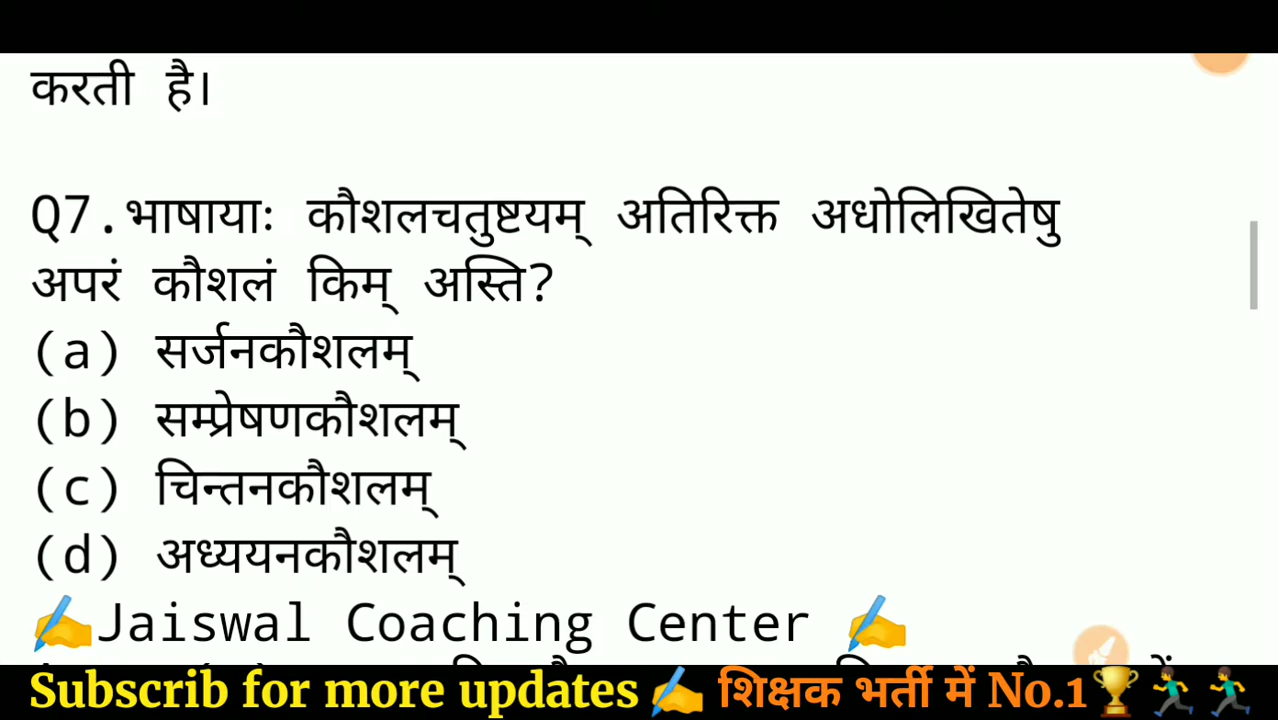 करती है।
Q7.भाषायाः कौशलचतुष्टयम् अतिरिक्त अधोलिखितेषु
अपरं कौशलं किम् अस्ति?
(a) सर्जनकौशलम्
(b) सम्प्रेषणकौशलम्
(c) चिन्तनकौशलम्
(d) अध्ययनकौशलम्
✍Jaiswal Coaching Center ✍
Subscrib for more updates✍ शिक्षक भर्ती में No.1🏆🏃‍♂️🏃‍♂️